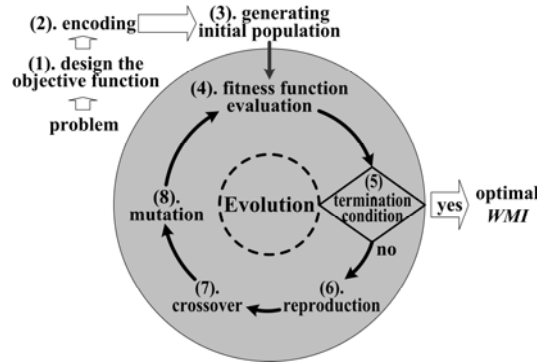 problem
(1). design the
objective function
(2). encoding
(3). generating
initial population
(4). fitness function
evaluation
(5)
termination
condition
yes
optimal
WMI
no
(6).
reproduction
(7).
crossover
(8).
mutation
Evolution